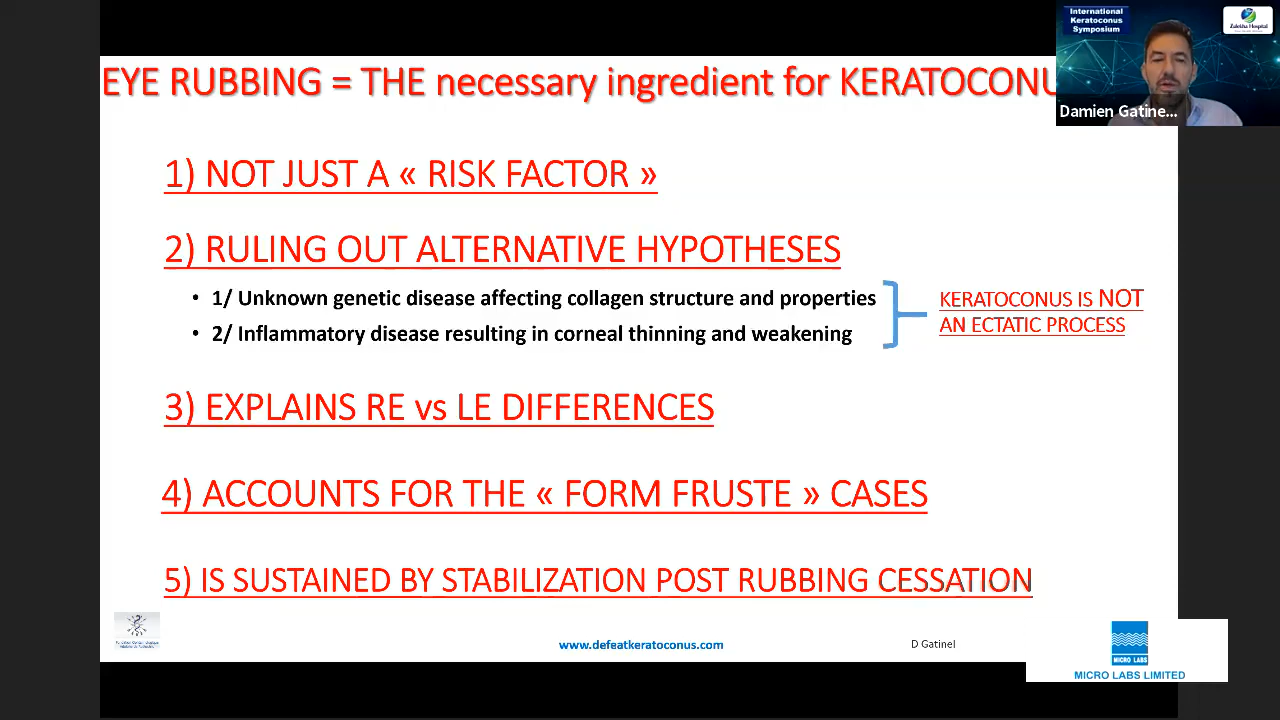 International
Keratoconus
Symposium
Zulekha Hospital
Damien Gatine...
EYE RUBBING = THE necessary ingredient for KERATOCONU
1) NOT JUST A « RISK FACTOR »
2) RULING OUT ALTERNATIVE HYPOTHESES
• 1/ Unknown genetic disease affecting collagen structure and properties
• 2/ Inflammatory disease resulting in corneal thinning and weakening
KERATOCONUS IS NOT
AN ECTATIC PROCESS
3) EXPLAINS RE vs LE DIFFERENCES
4) ACCOUNTS FOR THE « FORM FRUSTE » CASES
5) IS SUSTAINED BY STABILIZATION POST RUBBING CESSATION
www.defeatkeratoconus.com
D Gatinel
MICRO LABS
MICRO LABS LIMITED